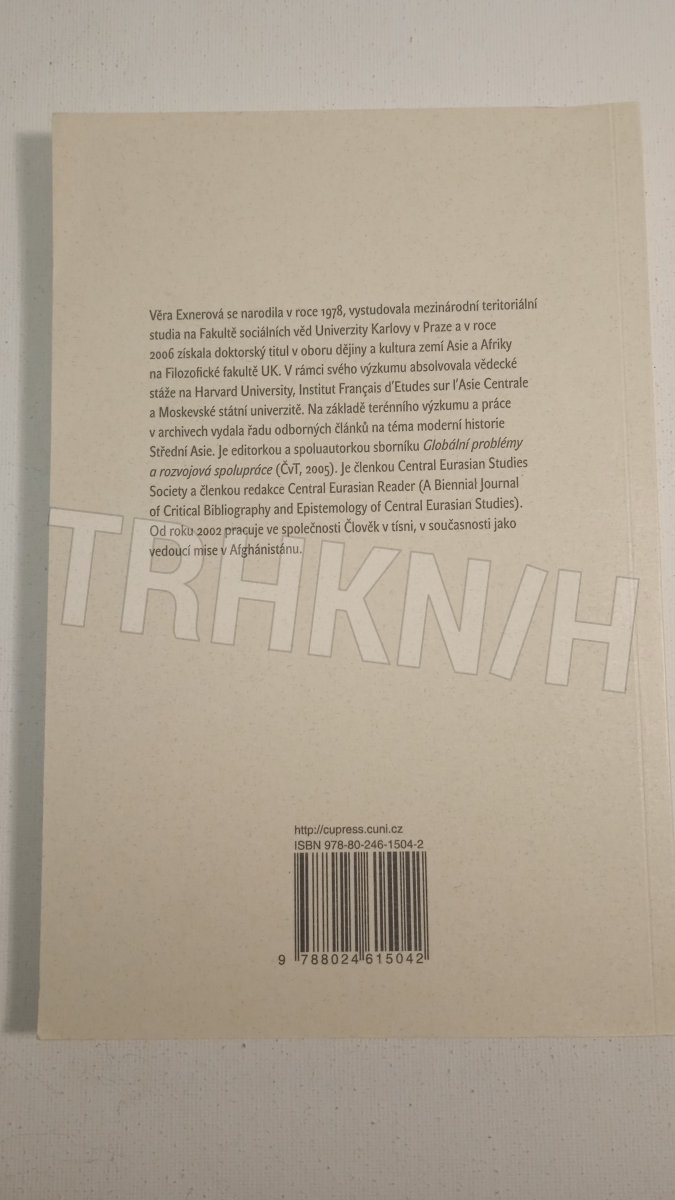 Věra Exnerová se narodila v roce 1978, vystudovala mezinárodní teritoriální
studia na Fakultě sociálních věd Univerzity Karlovy v Praze a v roce
2006 získala doktorský titul v oboru dějiny a kultura zemí Asie a Afriky
na Filozofické fakultě UK. V rámci svého výzkumu absolvovala vědecké
stáže na Harvard University, Institut Français d'Etudes sur l'Asie Centrale
a Moskevské státní univerzitě. Na základě terénního výzkumu a práce
v archivech vydala řadu odborných článků na téma moderní historie
Střední Asie. Je editorkou a spoluautorkou sborníku Globální problémy
a rozvojová spolupráce (ČvT, 2005). Je členkou Central Eurasian Studies
Society a členkou redakce Central Eurasian Reader (A Biennial Journal
of Critical Bibliography and Epistemology of Central Eurasian Studies).
Od roku 2002 pracuje ve společnosti Člověk v tísni, v současnosti jako
vedoucí mise v Afghánistánu.
TRHKN/H
http://cupress.cuni.cz
ISBN 978-80-246-1504-2
9 788024 615042